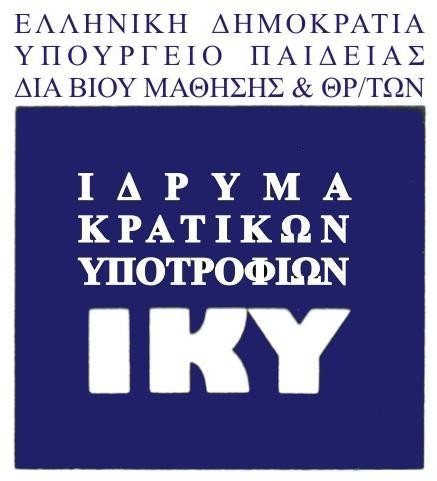 ΕΛΛΗΝΙΚΗ ΔΗΜΟΚΡΑΤΙΑ
ΥΠΟΥΡΓΕΙΟ ΠΑΙΔΕΙΑΣ
ΔΙΑ ΒΙΟΥ ΜΑΘΗΣΗΣ & ΘΡ/ΤΩΝ
ΙΔΡΥΜΑ
ΚΡΑΤΙΚΩΝ
ΥΠΟΤΡΟΦΙΩΝ
ΙΚΥ